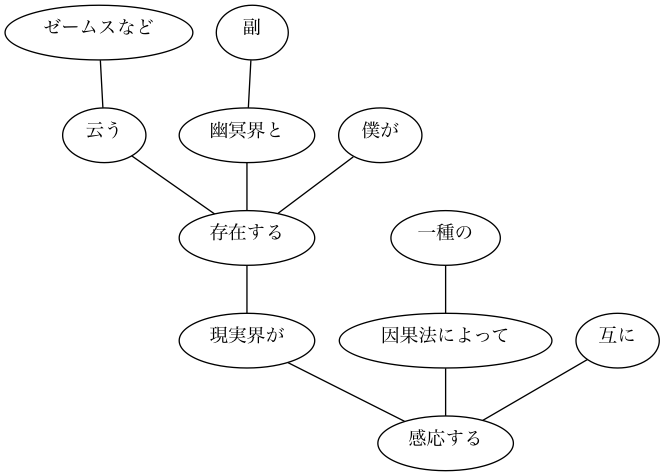 ゼームスなど
副
云う
幽冥界と
僕が
存在する
一種の
現実界が
因果法によって
互に
感応する